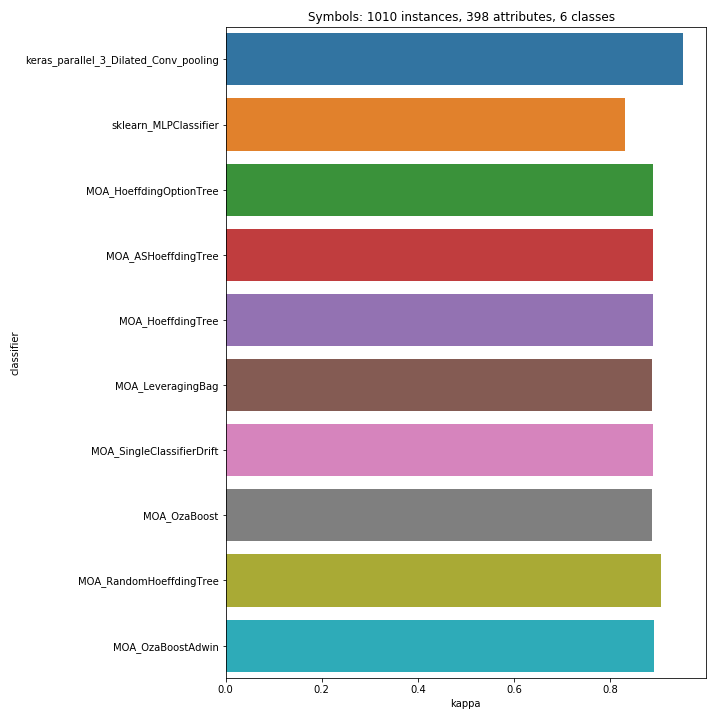 Symbols: 1010 instances, 398 attributes, 6 classes
keras_parallel_3_Dilated_Conv_pooling
sklearn_MLPClassifier
MOA_HoeffdingOptionTree
MOA_ASHoeffdingTree
MOA_HoeffdingTree
classifier
MOA_LeveragingBag
MOA_SingleClassifierDrift
MOA_OzaBoost
MOA_RandomHoeffdingTree
MOA_OzaBoostAdwin
0.0 0.2 0.4 0.6 0.8
kappa